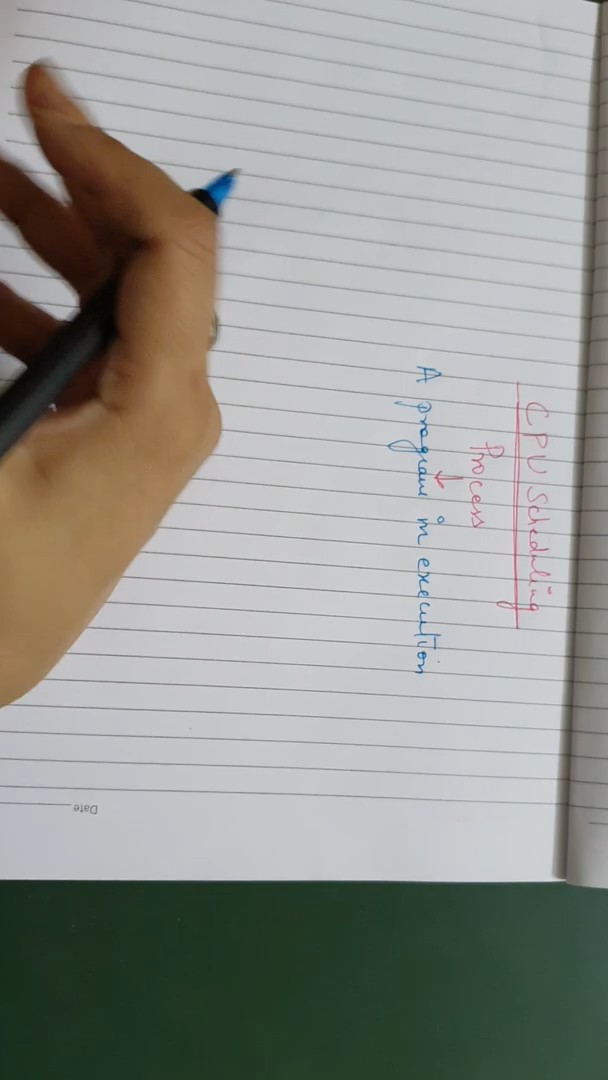 CPU Scheduling
Process
↓
A program in execution
Date